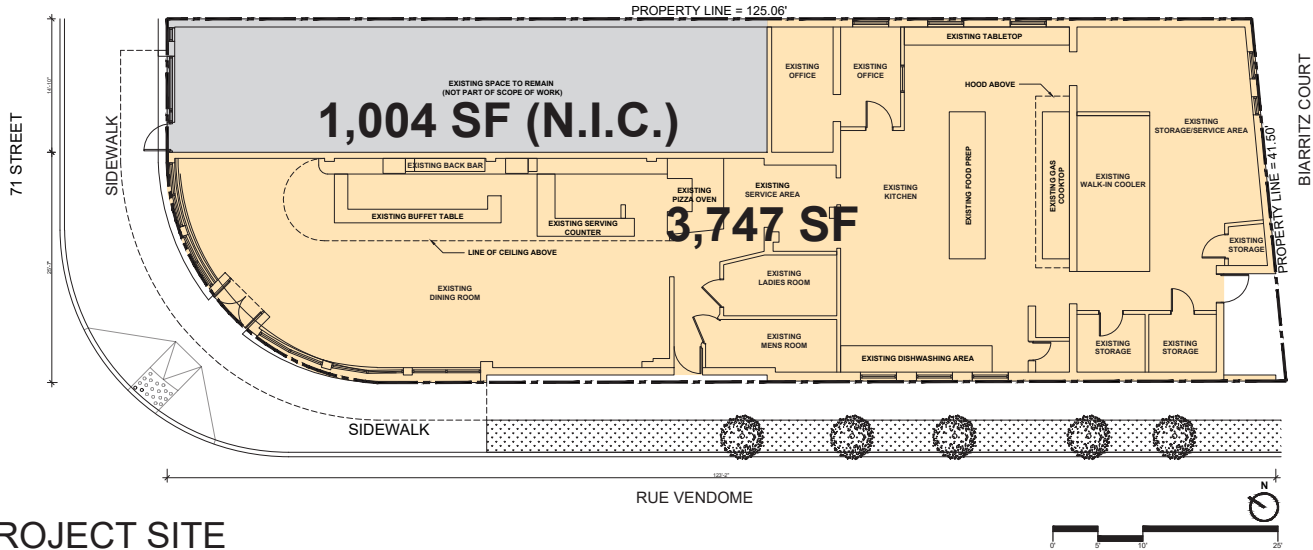 PROPERTY LINE = 125.06'
EXISTING TABLETOP
EXISTING
OFFICE
EXISTING
OFFICE
HOOD ABOVE
EXISTING SPACE TO REMAIN
(NOT PART OF SCOPE OF WORK)
1,004 SF (N.I.C.)
14'-10"
71 STREET
SIDEWALK
EXISTING
STORAGE/SERVICE AREA
BIARRITZ COURT
PROPERTY LINE = 41.50'
EXISTING BACK BAR
EXISTING
PIZZA OVEN
EXISTING
SERVICE AREA
EXISTING
KITCHEN
EXISTING FOOD PREP
EXISTING GAS
COOKTOP
EXISTING
WALK-IN COOLER
EXISTING BUFFET TABLE
EXISTING SERVING
COUNTER
3,747 SF
LINE OF CEILING ABOVE
EXISTING
STORAGE
EXISTING
LADIES ROOM
EXISTING
DINING ROOM
EXISTING
MENS ROOM
EXISTING DISHWASHING AREA
EXISTING
STORAGE
EXISTING
STORAGE
SIDEWALK
123'-2"
RUE VENDOME
N
ROJECT SITE
0'
5'
10'
25'